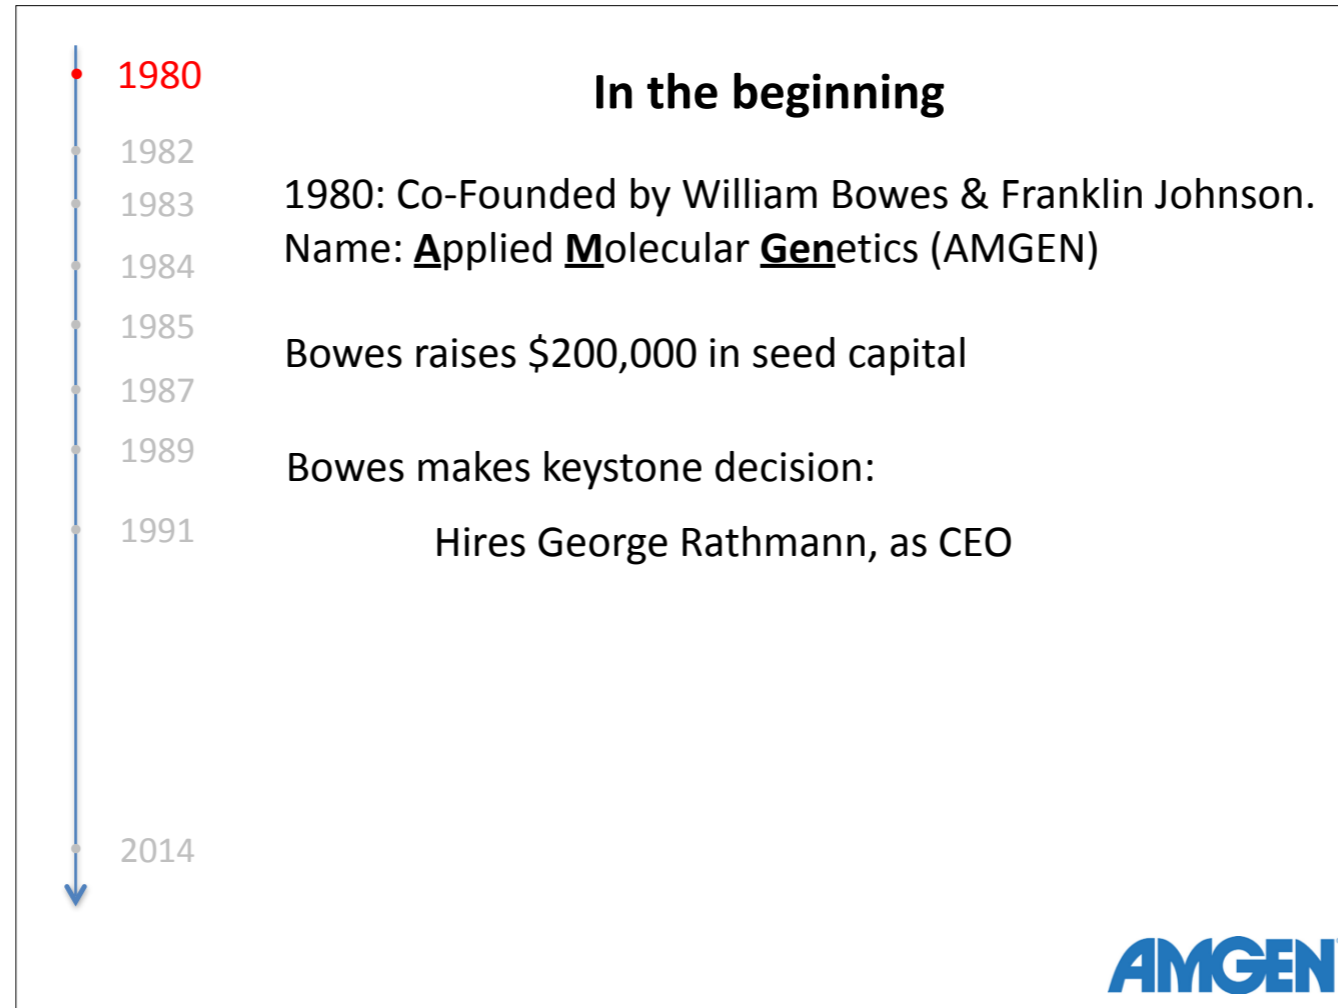 In the beginning
1980
1982
1983
1984
1985
1987
1989
1991
2014
1980: Co-Founded by William Bowes & Franklin Johnson.
Name: Applied Molecular Genetics (AMGEN)
Bowes raises $200,000 in seed capital
Bowes makes keystone decision:
Hires George Rathmann, as CEO
AMGEN